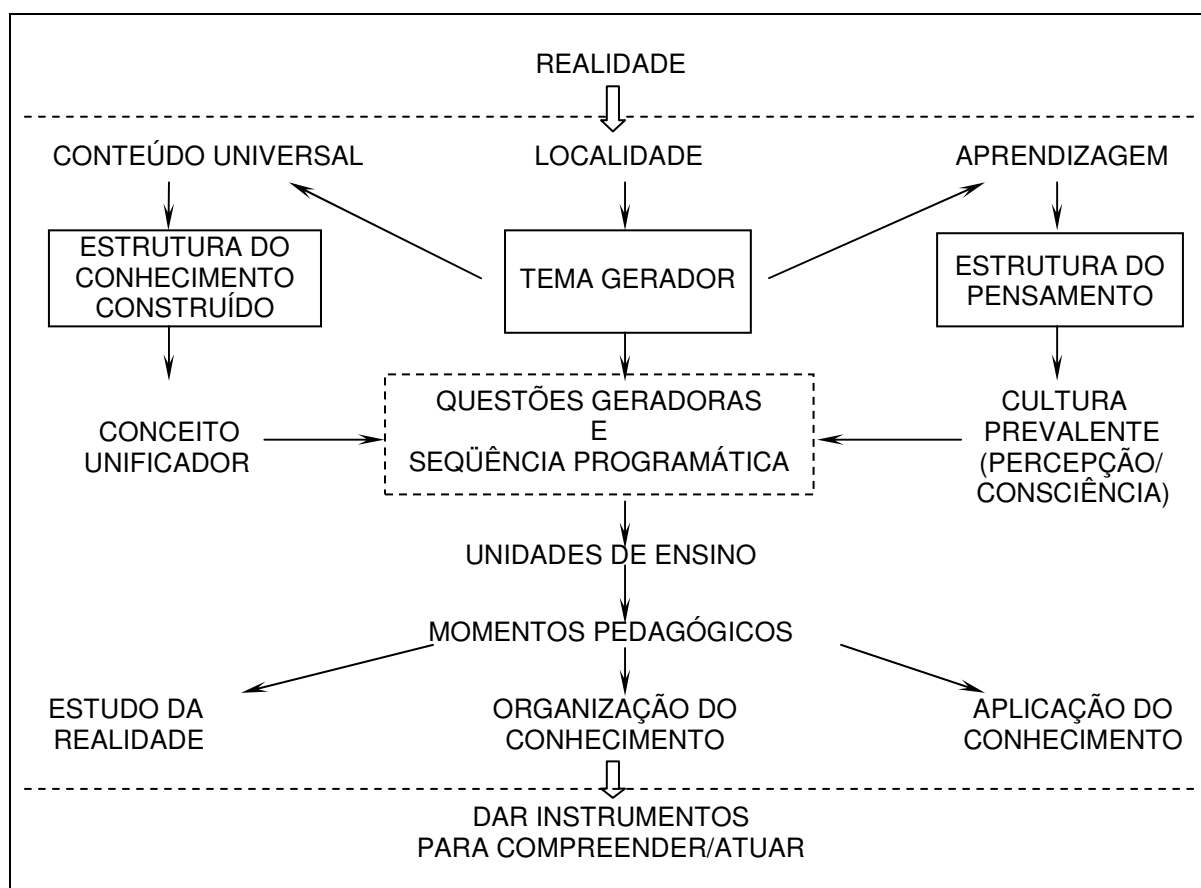 REALIDADE
CONTEÚDO UNIVERSAL
LOCALIDADE
APRENDIZAGEM
ESTRUTURA DO
CONHECIMENTO
CONSTRUÍDO
TEMA GERADOR
ESTRUTURA DO
PENSAMENTO
CONCEITO
UNIFICADOR
QUESTÕES GERADORAS
E
SEQÜÊNCIA PROGRAMÁTICA
CULTURA
PREVALENTE
(PERCEPÇÃO/
CONSCIÊNCIA)
UNIDADES DE ENSINO
MOMENTOS PEDAGÓGICOS
ESTUDO DA
REALIDADE
ORGANIZAÇÃO DO
CONHECIMENTO
APLICAÇÃO DO
CONHECIMENTO
DAR INSTRUMENTOS
PARA COMPREENDER/ATUAR